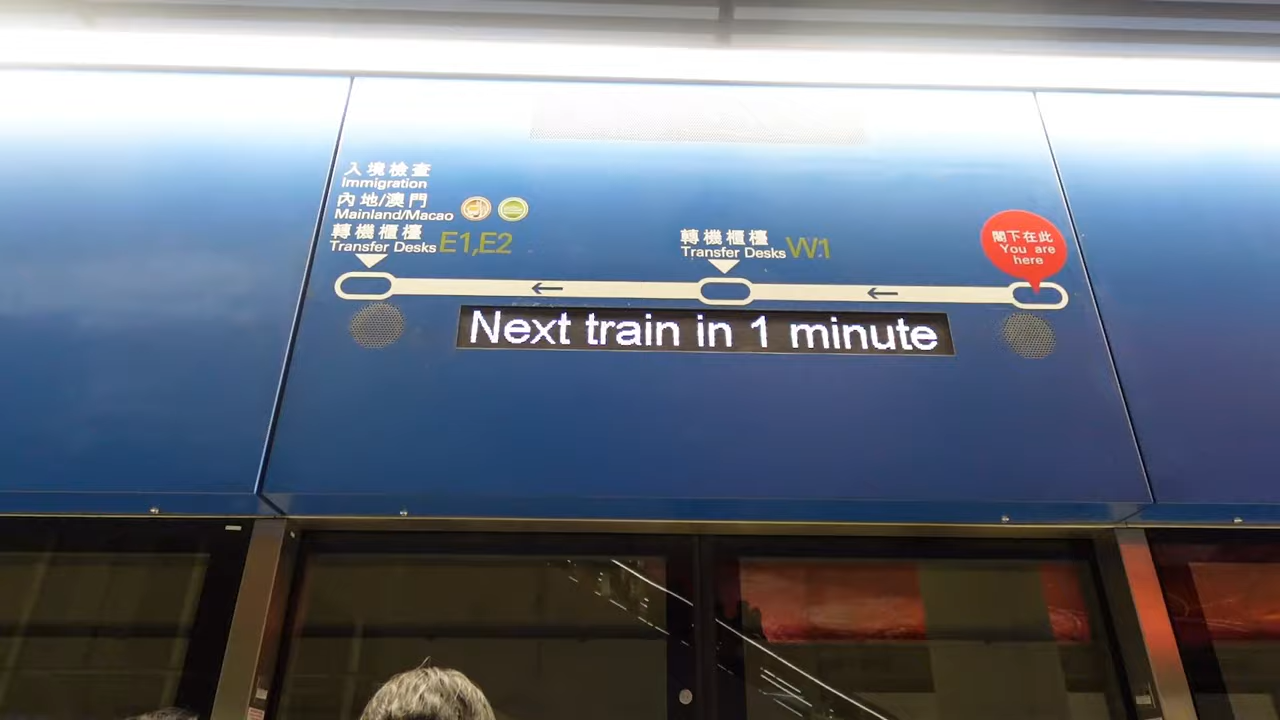 入境檢查
Immigration
內地/澳門
Mainland/Macao
轉機櫃檯
Transfer Desks E1,E2
轉機櫃檯
Transfer Desks W1
閣下在此
You are
here
Next train in 1 minute